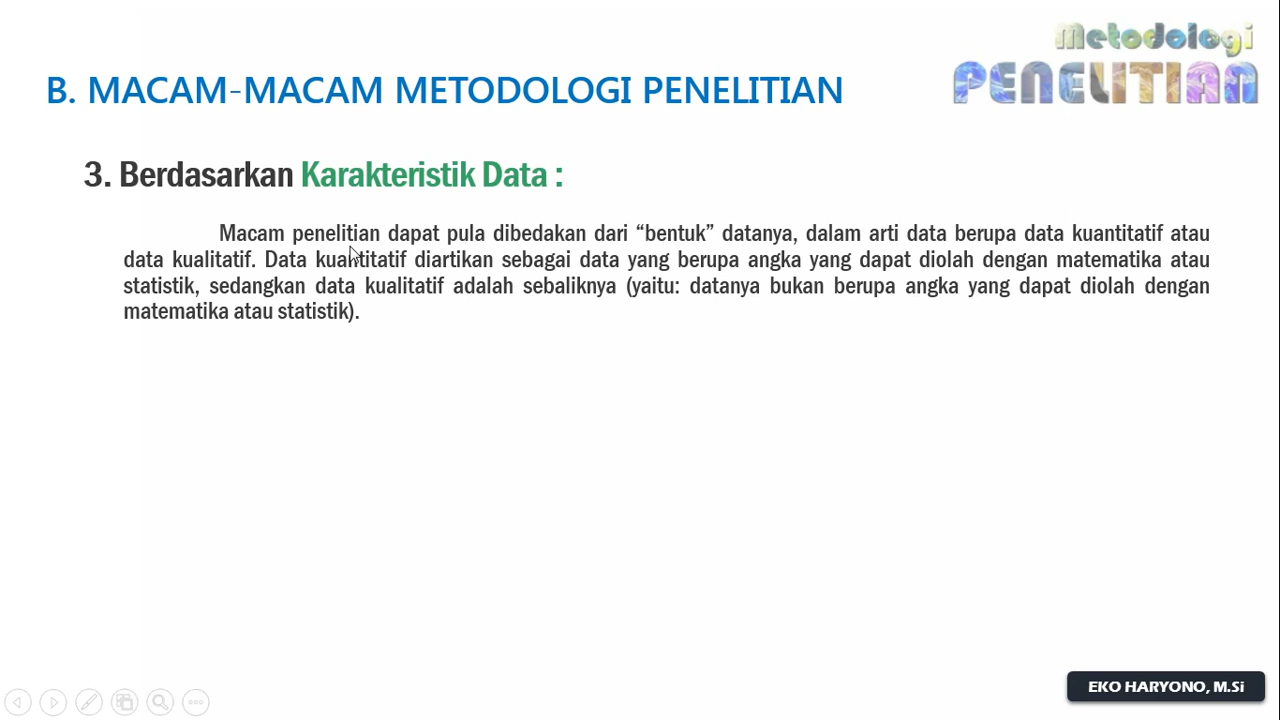 Metodologi
PENELITIAN
B. MACAM-MACAM METODOLOGI PENELITIAN
3. Berdasarkan Karakteristik Data :
Macam penelitian dapat pula dibedakan dari “bentuk” datanya, dalam arti data berupa data kuantitatif atau
data kualitatif. Data kuantitatif diartikan sebagai data yang berupa angka yang dapat diolah dengan matematika atau
statistik, sedangkan data kualitatif adalah sebaliknya (yaitu: datanya bukan berupa angka yang dapat diolah dengan
matematika atau statistik).
EKO HARYONO, M.Si